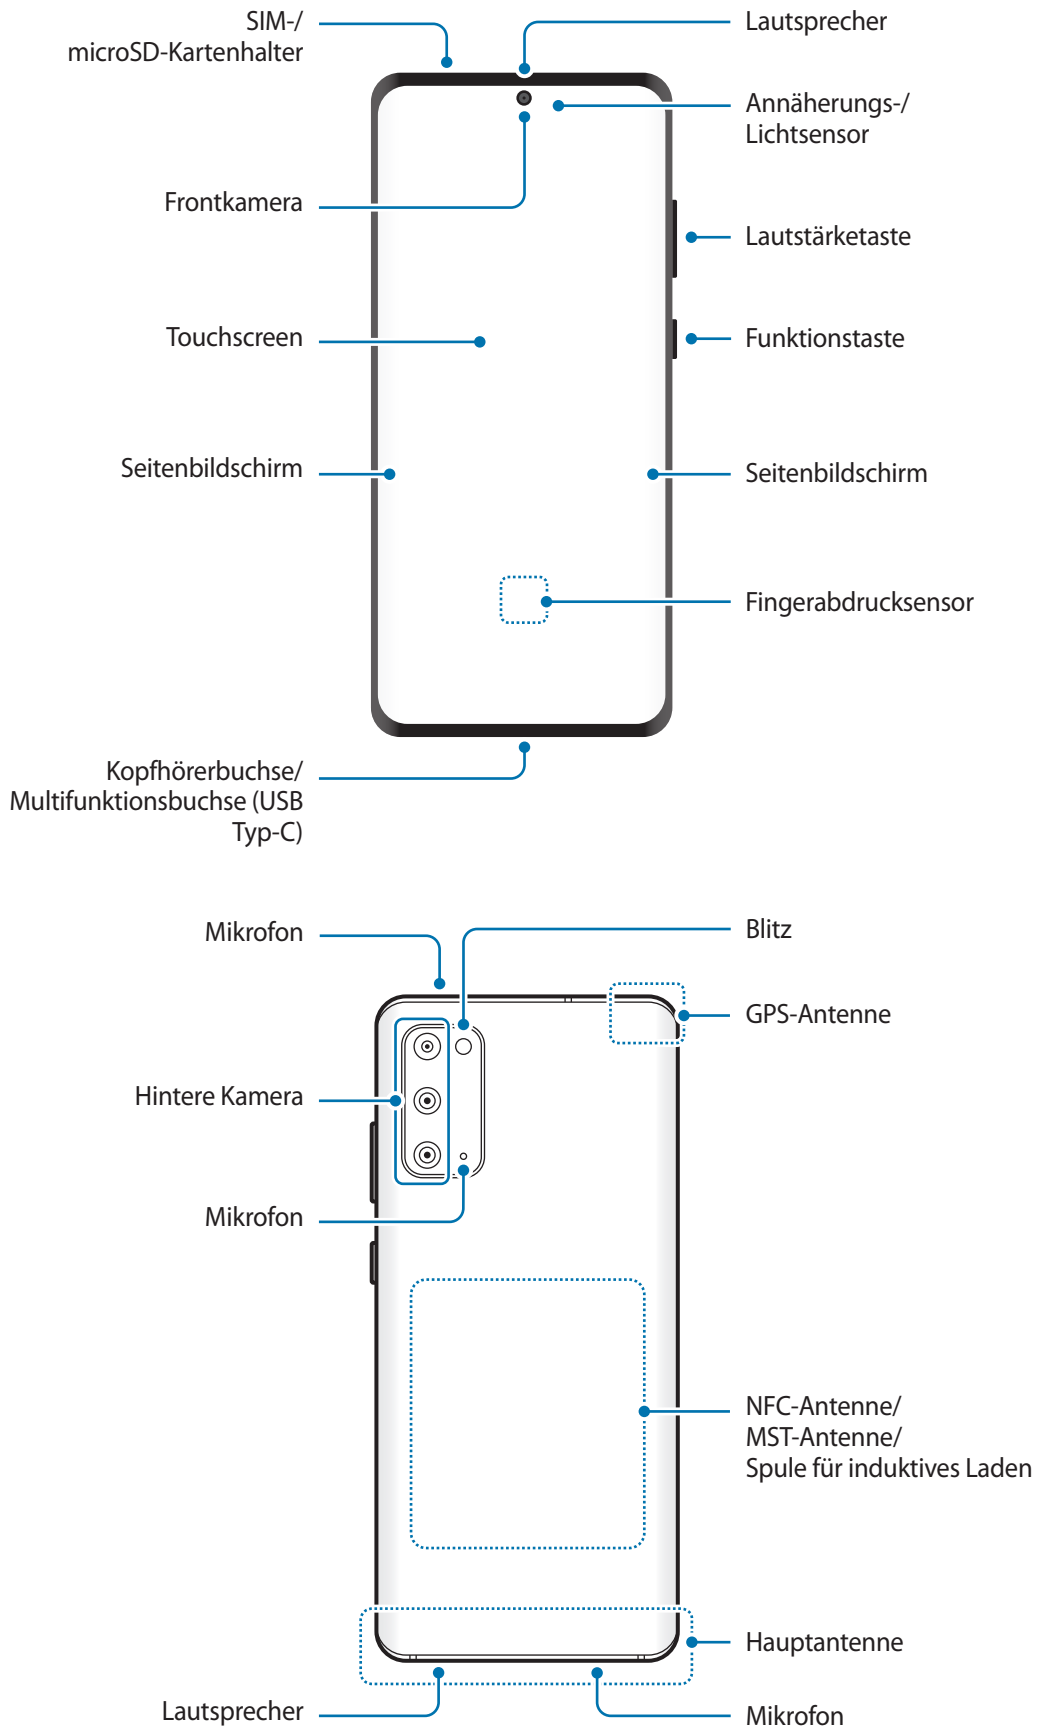 SIM-/
microSD-Kartenhalter
Lautsprecher
Annäherungs-/
Lichtsensor
Frontkamera
Lautstärketaste
Touchscreen
Funktionstaste
Seitenbildschirm
Seitenbildschirm
Fingerabdrucksensor
Kopfhörerbuchse/
Multifunktionsbuchse (USB
Typ-C)
Mikrofon
Blitz
GPS-Antenne
Hintere Kamera
Mikrofon
NFC-Antenne/
MST-Antenne/
Spule für induktives Laden
Hauptantenne
Lautsprecher
Mikrofon